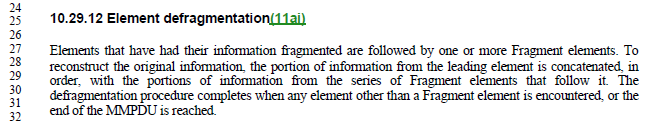 24
25 10.29.12 Element defragmentation(11ai)
26
27 Elements that have had their information fragmented are followed by one or more Fragment elements. To
28 reconstruct the original information, the portion of information from the leading element is concatenated, in
29 order, with the portions of information from the series of Fragment elements that follow it. The
30 defragmentation procedure completes when any element other than a Fragment element is encountered, or the
31 end of the MMPDU is reached.
32